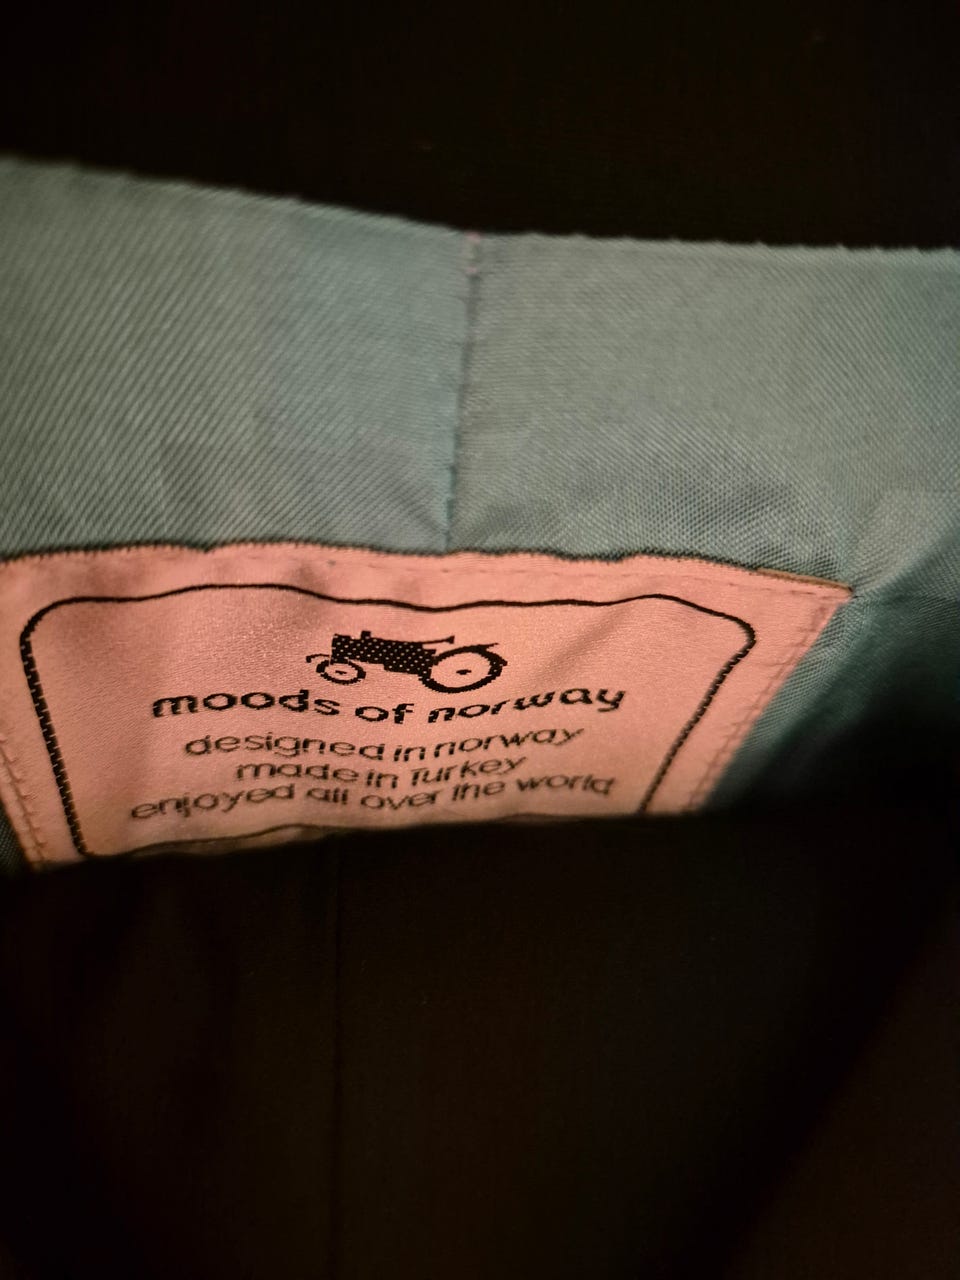 moods of norway
designed in norway
made in Turkey
enjoyed all over the world